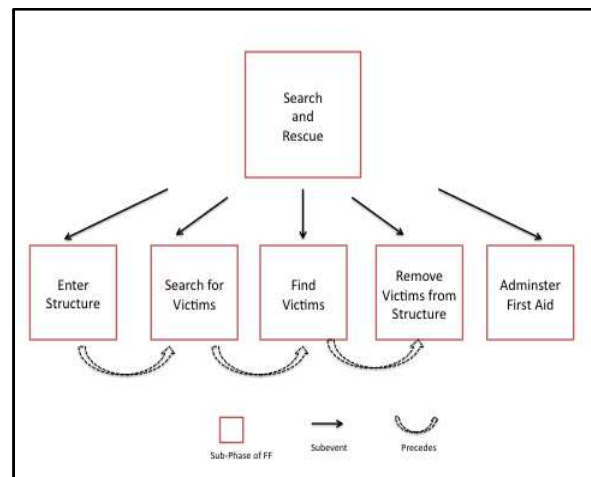 Search
and
Rescue
Enter
Structure
Search for
Victims
Find
Victims
Remove
Victims from
Structure
Adminster
First Aid
Sub-Phase of FF
Subevent
Precedes